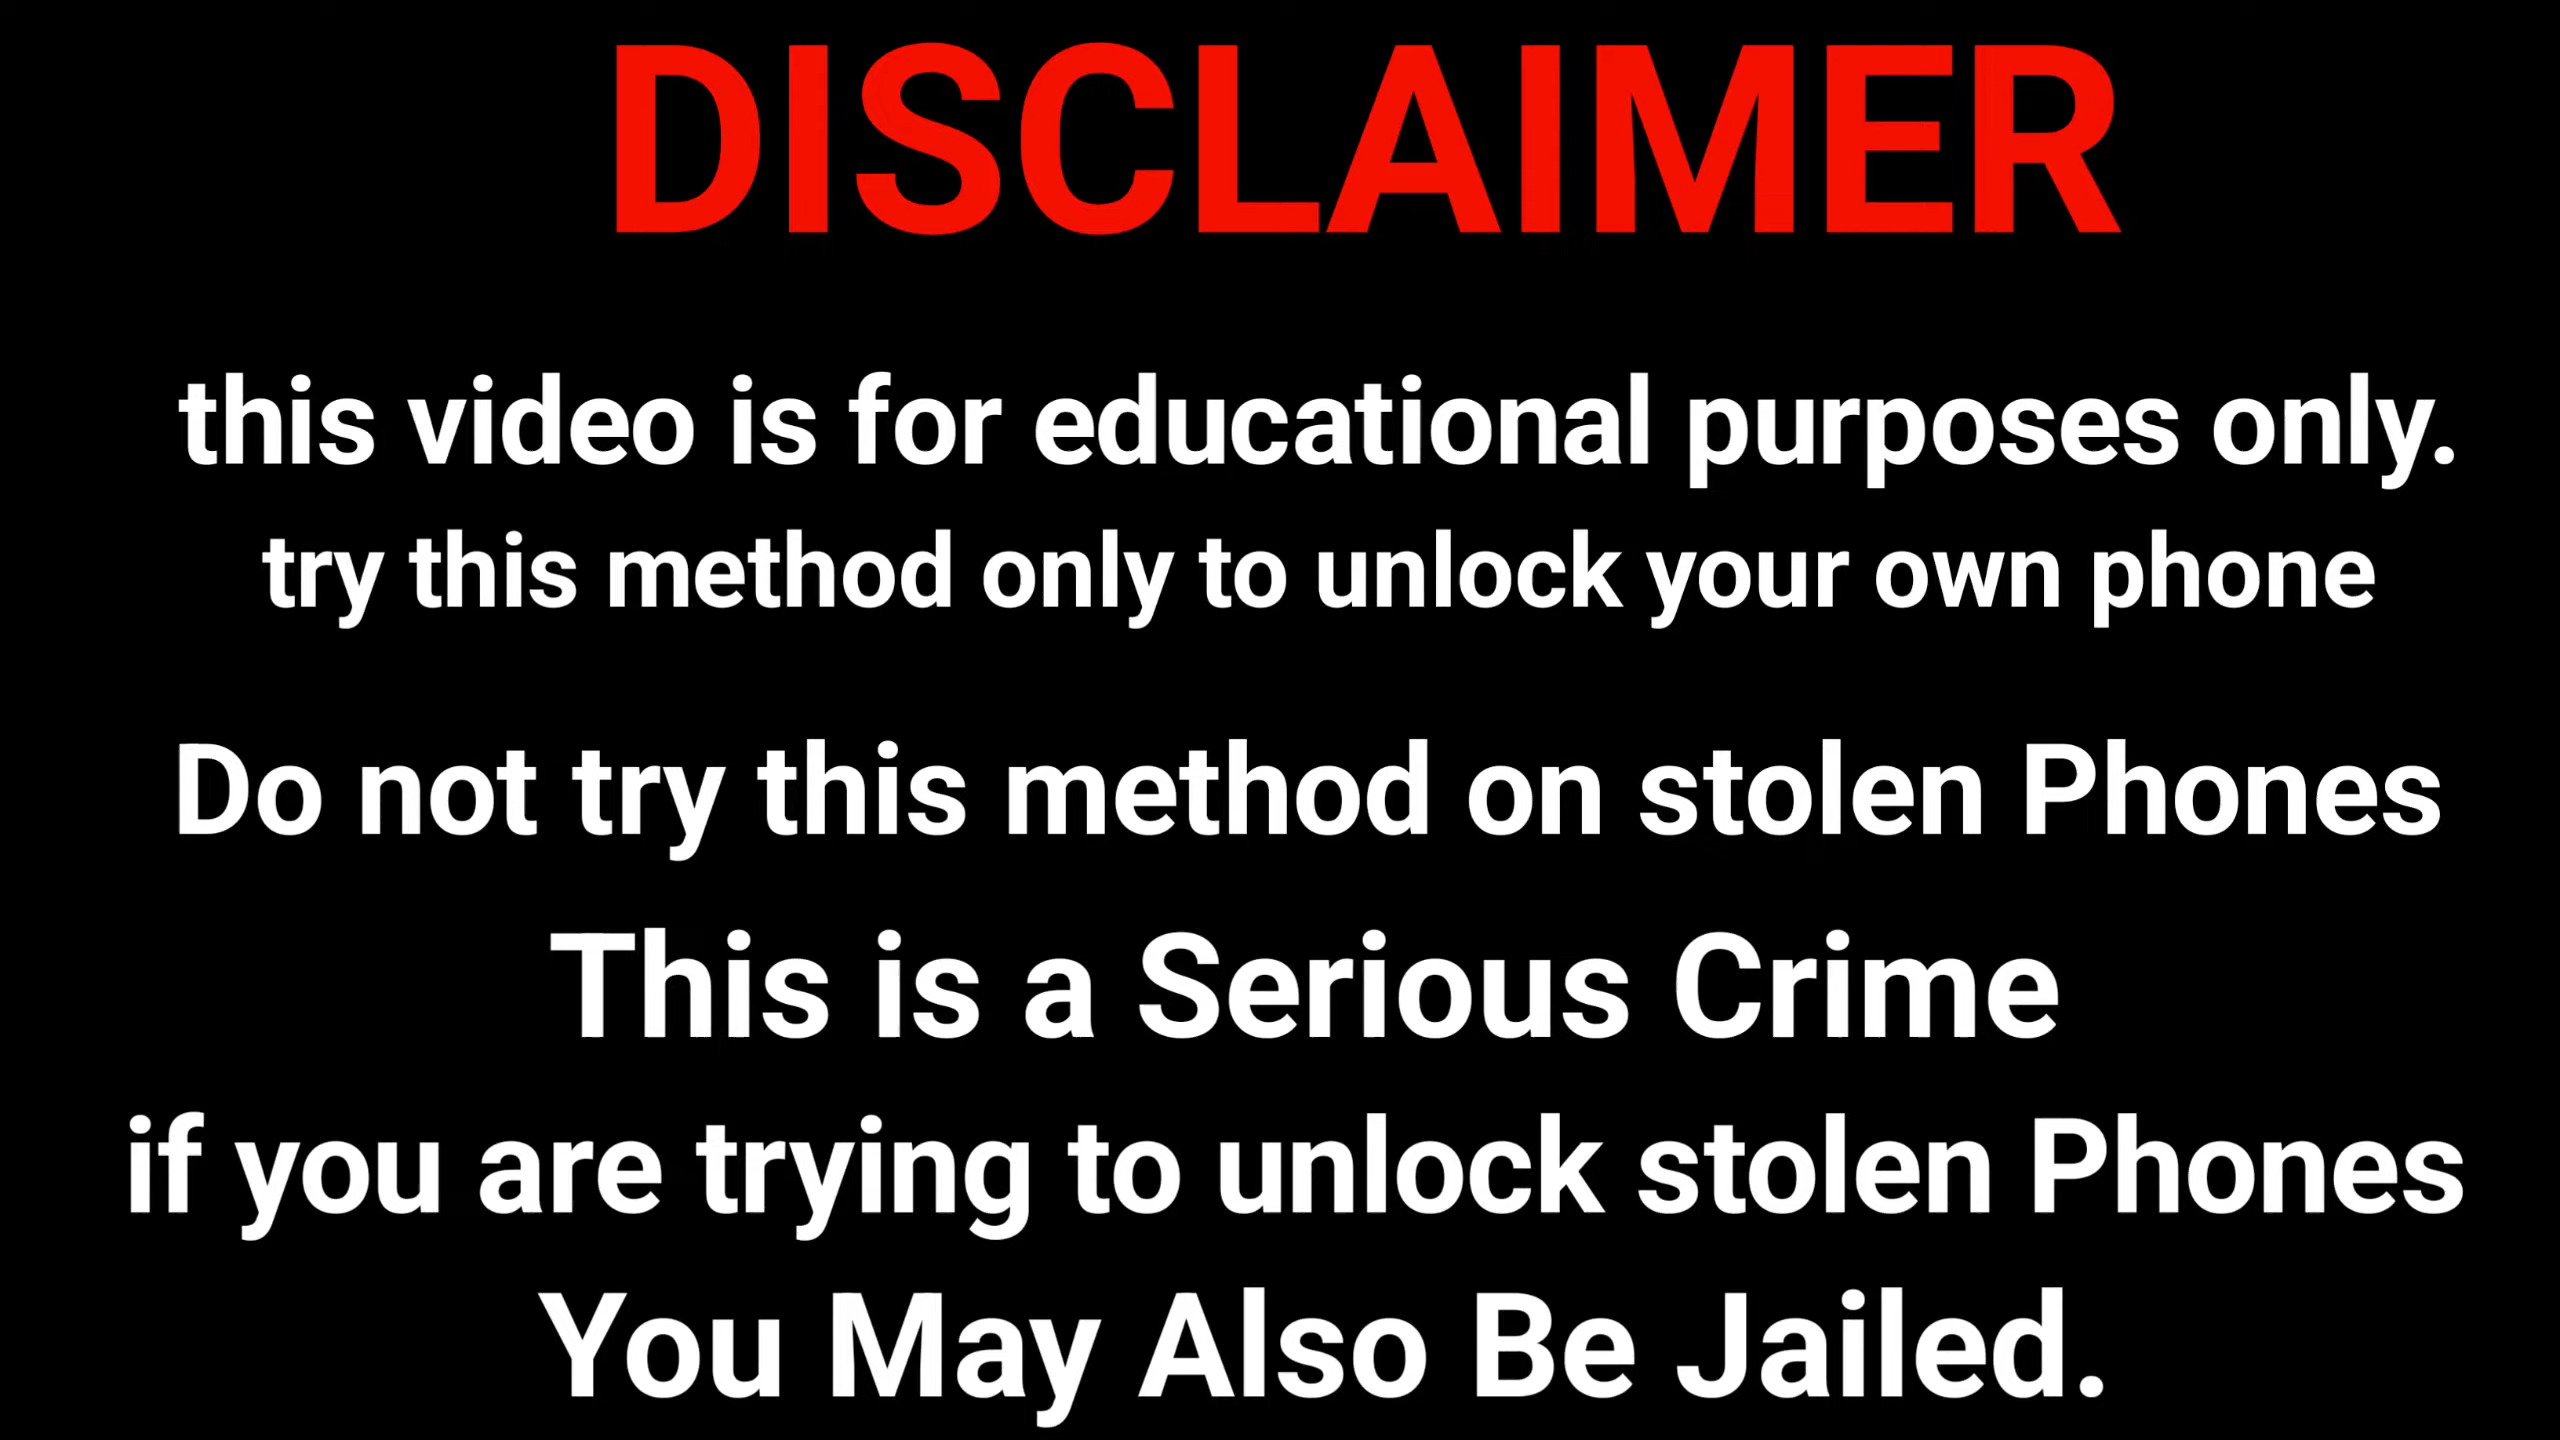 DISCLAIMER
this video is for educational purposes only.
try this method only to unlock your own phone
Do not try this method on stolen Phones
This is a Serious Crime
if you are trying to unlock stolen Phones
You May Also Be Jailed.